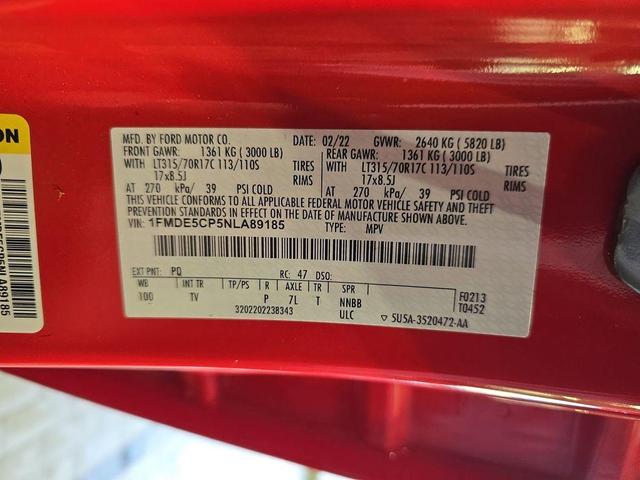 ON
MFD. BY FORD MOTOR CO. DATE: 02/22 GVWR: 2640 KG (5820 LB)
FRONT GAWR: 1361 KG (3000 LB) REAR GAWR: 1361 KG (3000 LB)
WITH LT315/70R17C 113/110S TIRES WITH LT315/70R17C 113/110S TIRES
17x8.5J RIMS 17x8.5J RIMS
AT 270 kPa/ 39 PSI COLD AT 270 kPa/ 39 PSI COLD
THIS VEHICLE CONFORMS TO ALL APPLICABLE FEDERAL MOTOR VEHICLE SAFETY AND THEFT
PREVENTION STANDARDS IN EFFECT ON THE DATE OF MANUFACTURE SHOWN ABOVE.
VIN: 1FMDE5CP5NLA89185 TYPE: MPV
EXT PNT: PQ RC: 47 DSO:
WB INT TR TP/PS R AXLE TR SPR
100 TV P 7L T NNBB
ULC
3202202238343
F0213
T0452
▽ 5U5A-3520472-AA